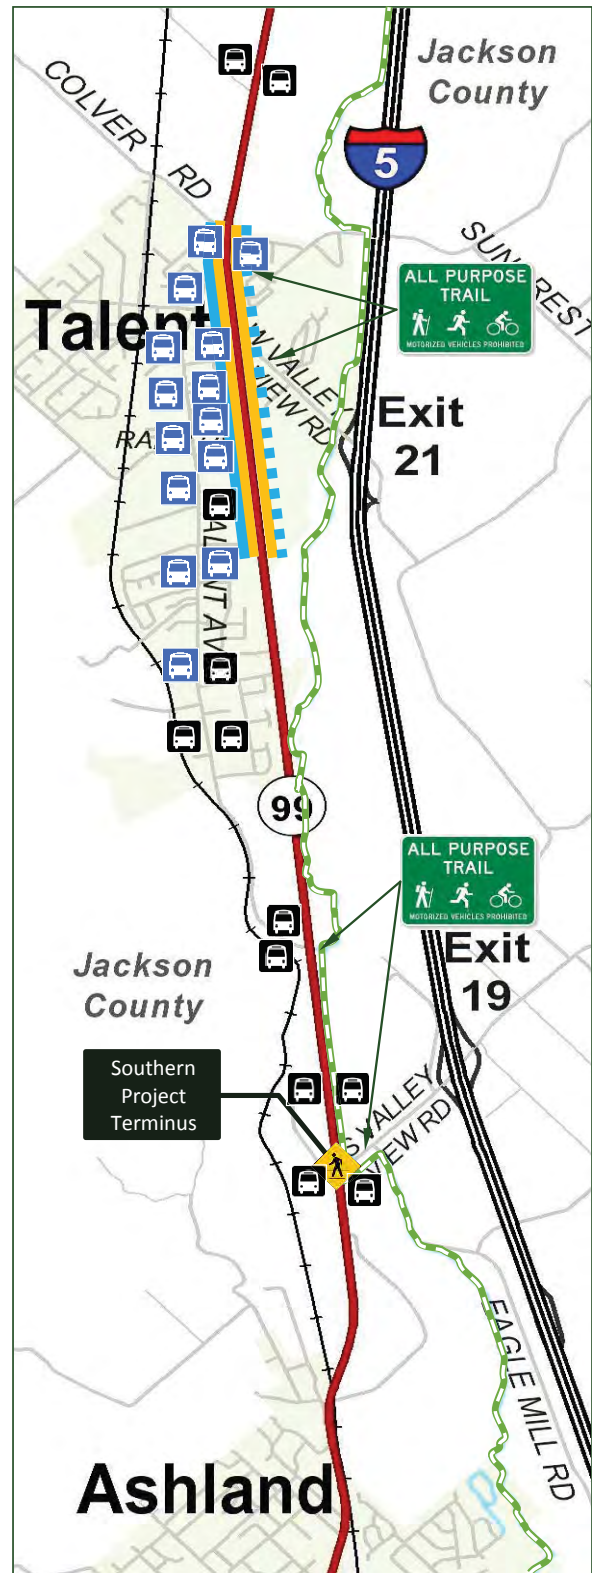 Jackson
County
COLVER RD
5
SUNCREST
ALL PURPOSE
TRAIL
MOTORIZED VEHICLES PROHIBITED
Talent
W VALLEY
VIEW RD
Exit
21
99
ALL PURPOSE
TRAIL
MOTORIZED VEHICLES PROHIBITED
Jackson
County
Exit
19
Southern
Project
Terminus
S VALLEY
VIEW RD
EAGLE MILL RD
Ashland